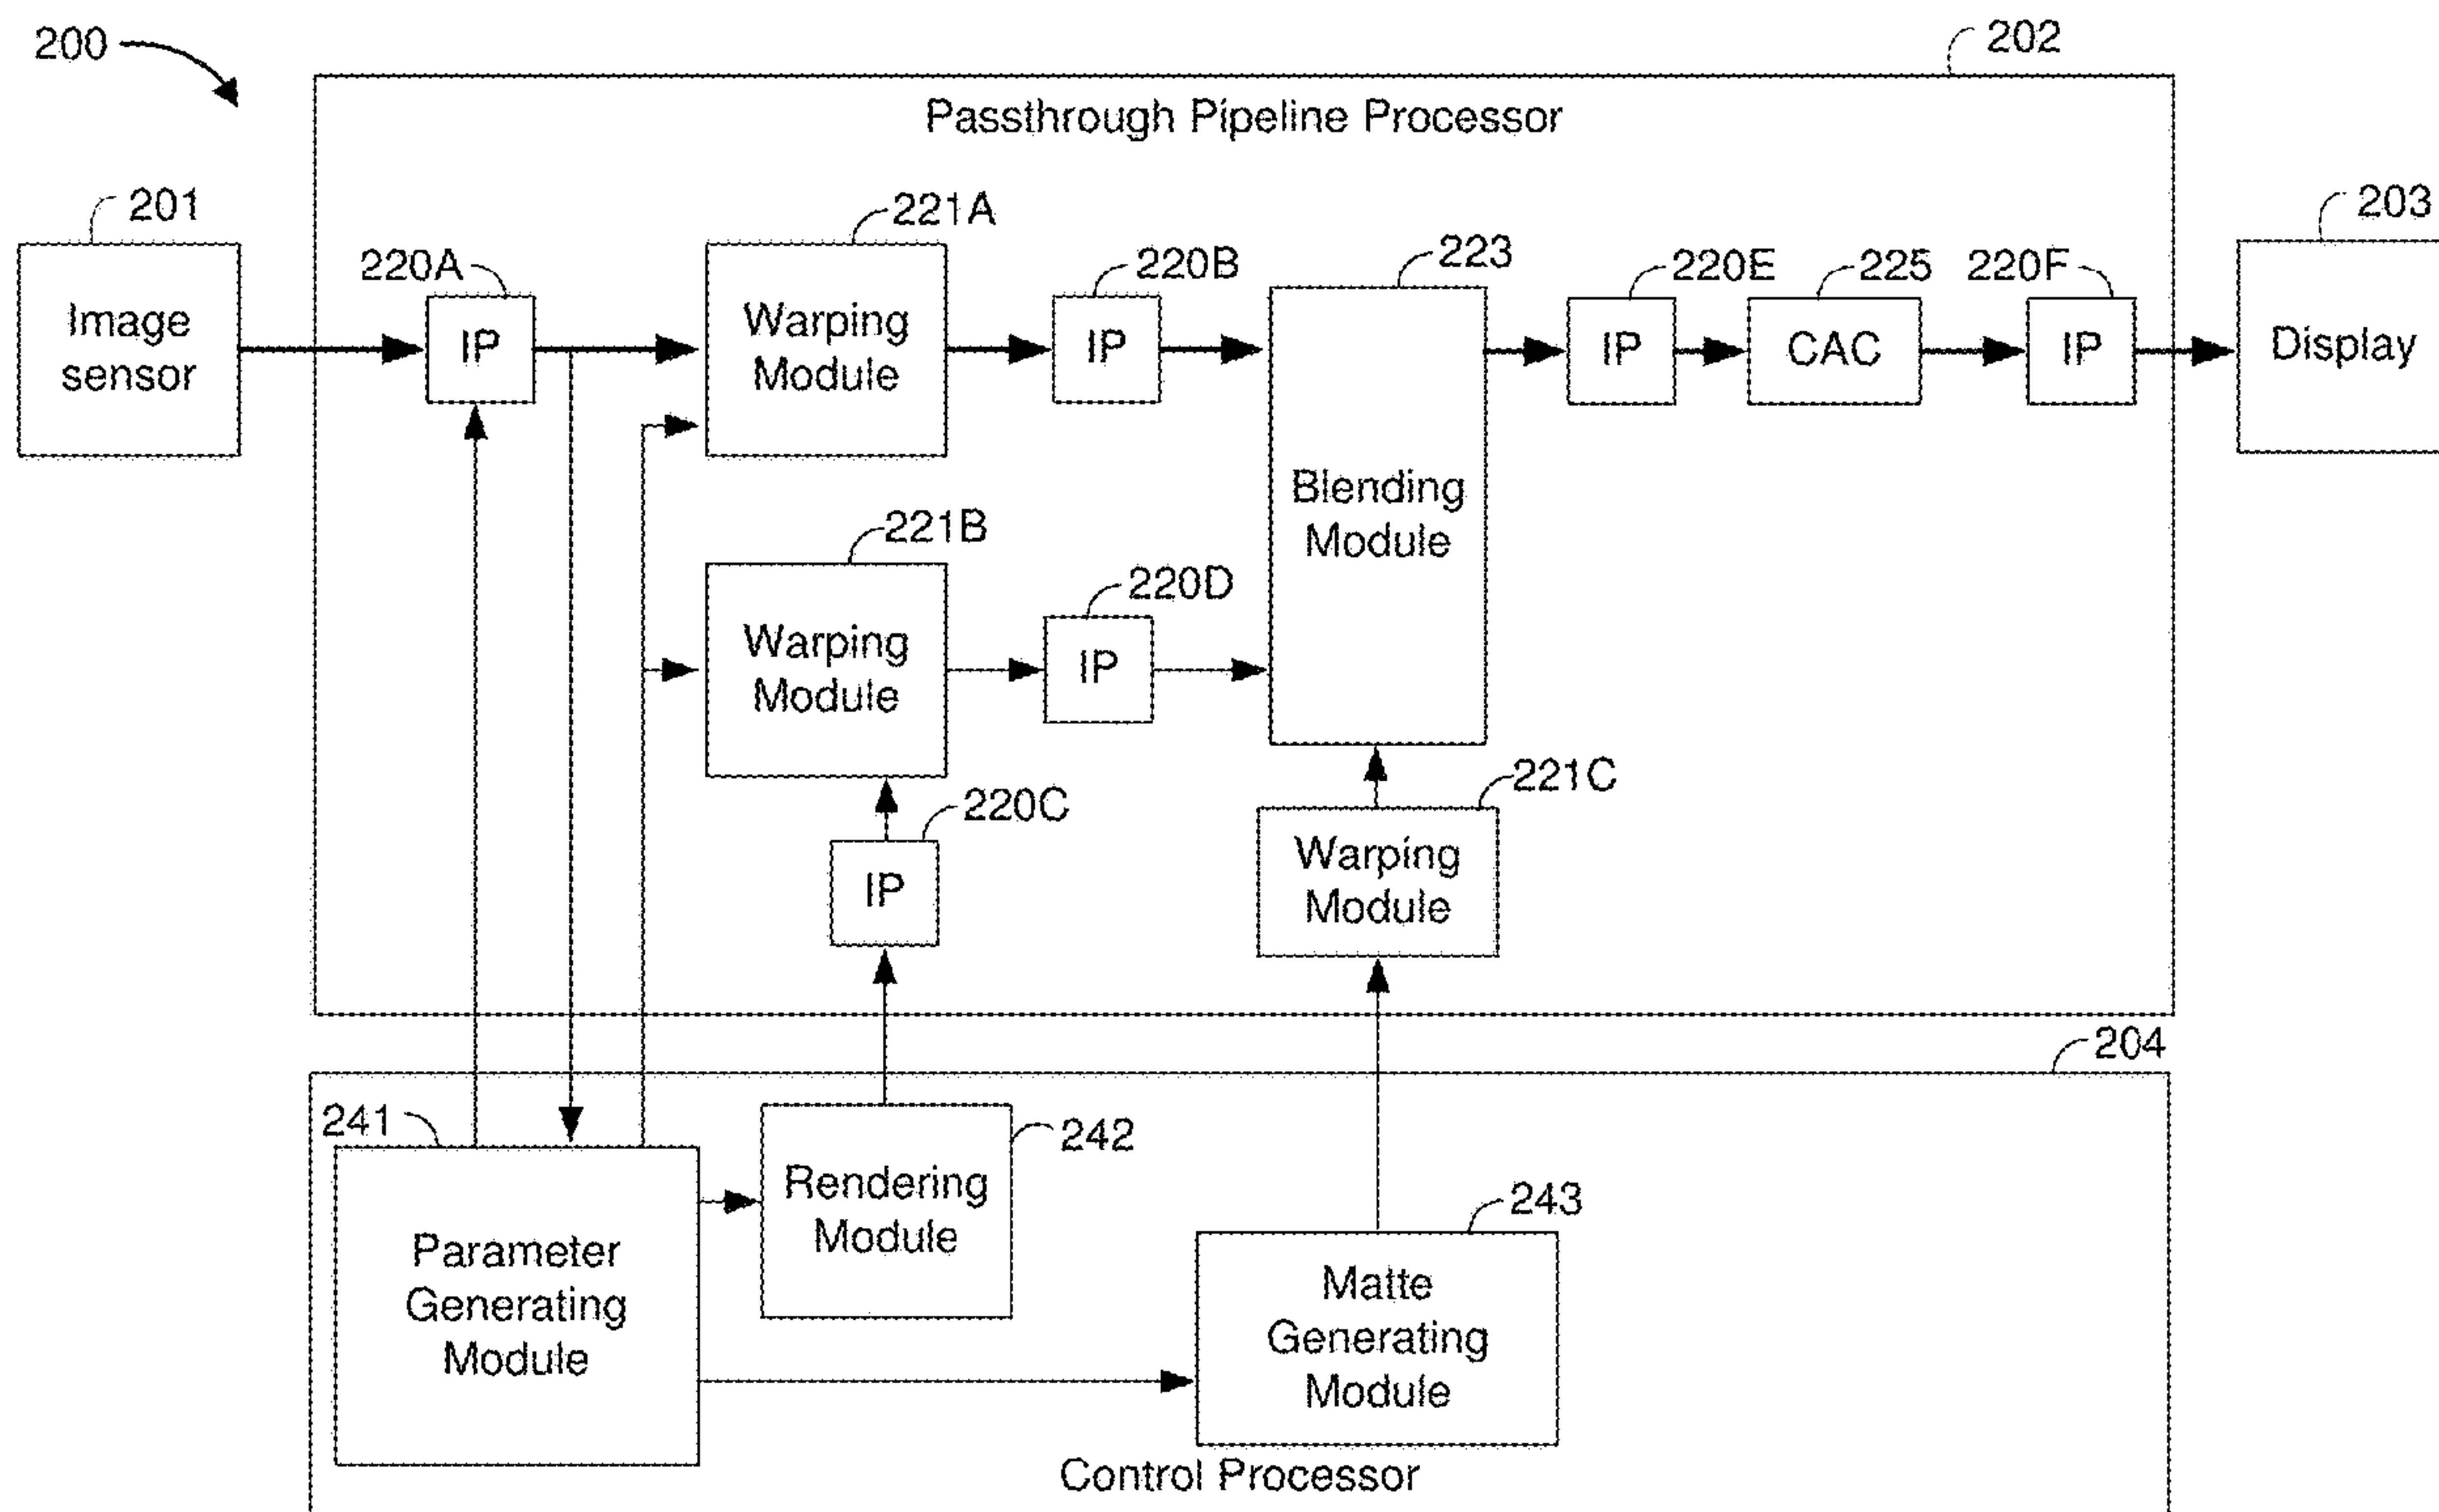 200
202
Passthrough Pipeline Processor
201
221A
203
220A
220B
223
220E
225
220F
Image
sensor
IP
Warping
Module
IP
IP
CAC
IP
Display
Blending
Module
221B
220D
Warping
Module
IP
220C
221C
IP
Warping
Module
204
241
242
Rendering
Module
243
Parameter
Generating
Module
Matte
Generating
Module
Control Processor